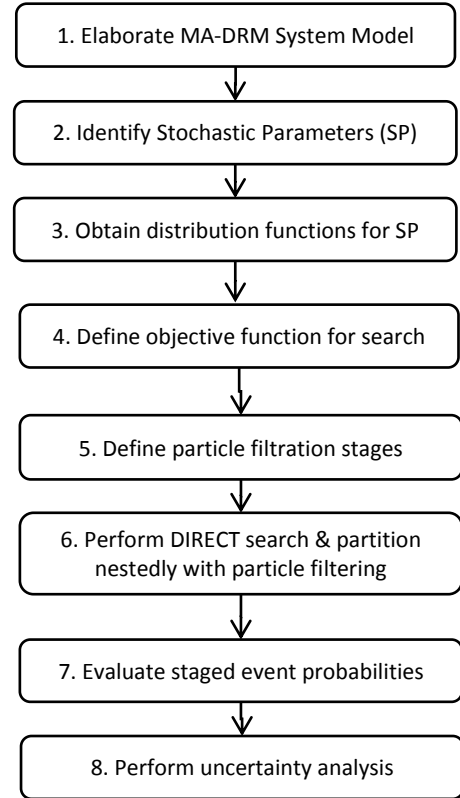 1. Elaborate MA-DRM System Model
2. Identify Stochastic Parameters (SP)
3. Obtain distribution functions for SP
4. Define objective function for search
5. Define particle filtration stages
6. Perform DIRECT search & partition
nestedly with particle filtering
7. Evaluate staged event probabilities
8. Perform uncertainty analysis